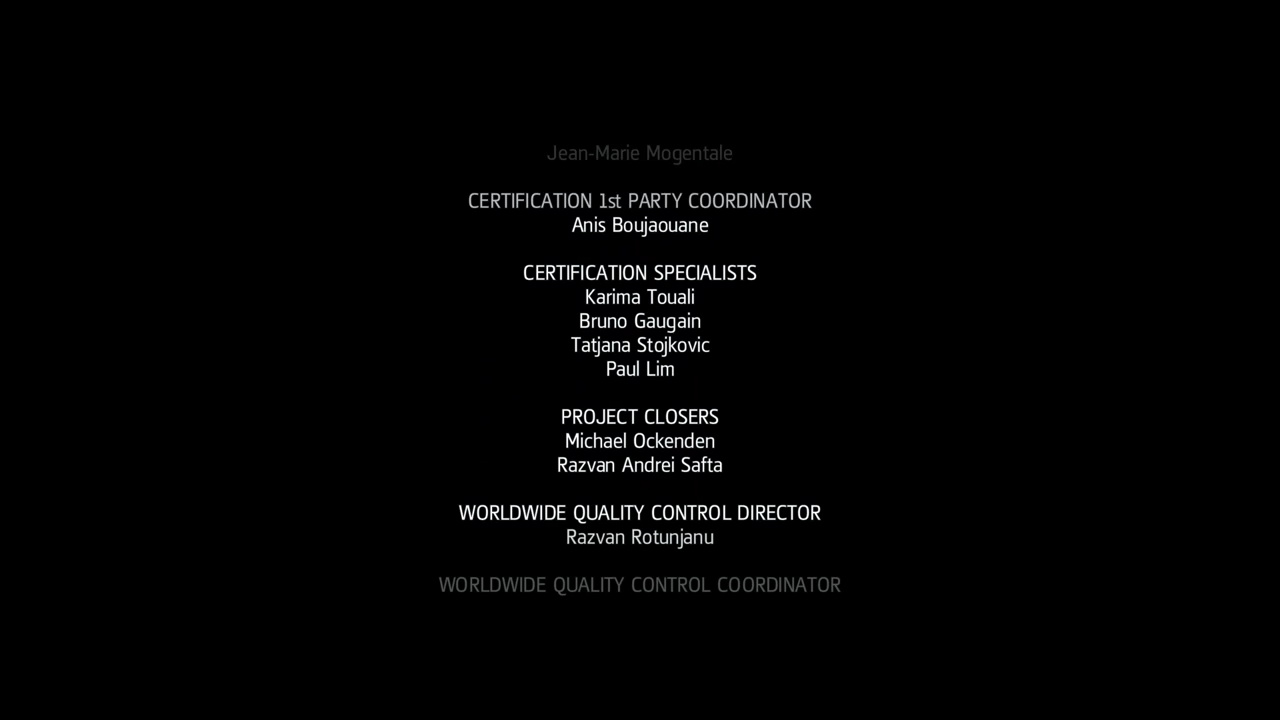 Jean-Marie Mogentale
CERTIFICATION 1st PARTY COORDINATOR
Anis Boujaouane
CERTIFICATION SPECIALISTS
Karima Touali
Bruno Gaugain
Tatjana Stojkovic
Paul Lim
PROJECT CLOSERS
Michael Ockenden
Razvan Andrei Safta
WORLDWIDE QUALITY CONTROL DIRECTOR
Razvan Rotunjanu
WORLDWIDE QUALITY CONTROL COORDINATOR